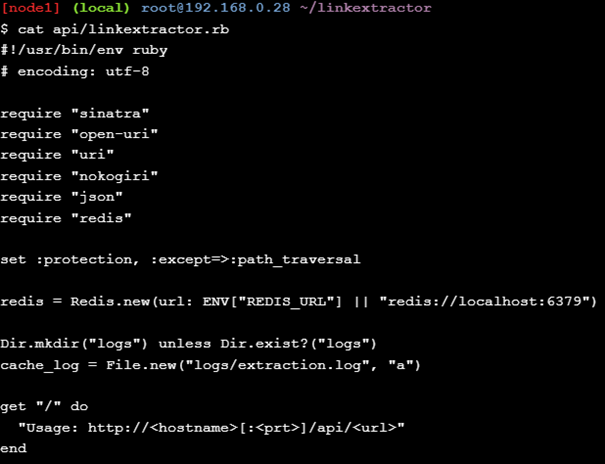 [node1] (local) root@192.168.0.28 ~/linkextractor
$ cat api/linkextractor.rb
#!/usr/bin/env ruby
# encoding: utf-8
require "sinatra"
require "open-uri"
require "uri"
require "nokogiri"
require "json"
require "redis"
set :protection, :except=>:path_traversal
redis = Redis.new(url: ENV["REDIS_URL"] || "redis://localhost:6379")
Dir.mkdir("logs") unless Dir.exist?("logs")
cache_log = File.new("logs/extraction.log", "a")
get "/" do
  "Usage: http://<hostname>[:<prt>]/api/<url>"
end